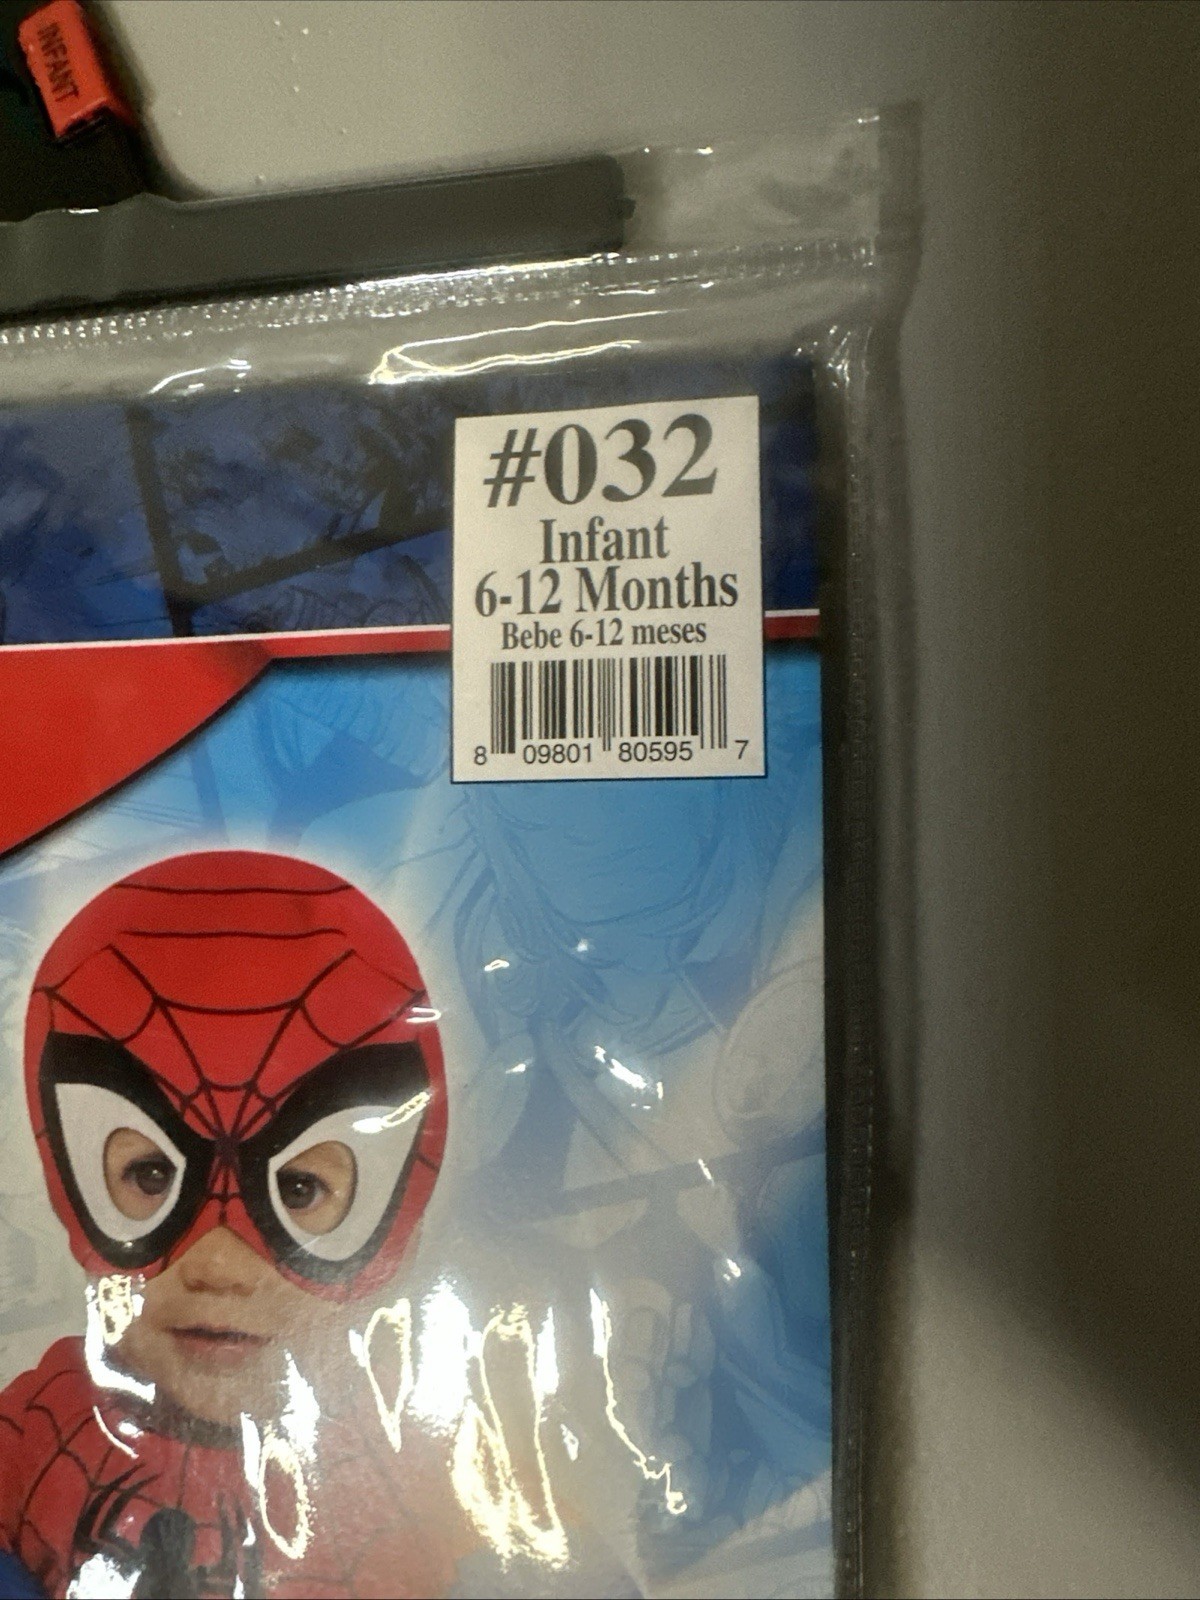 INFANT
#032
Infant
6-12 Months
Bebe 6-12 meses
8 09801 80595 7